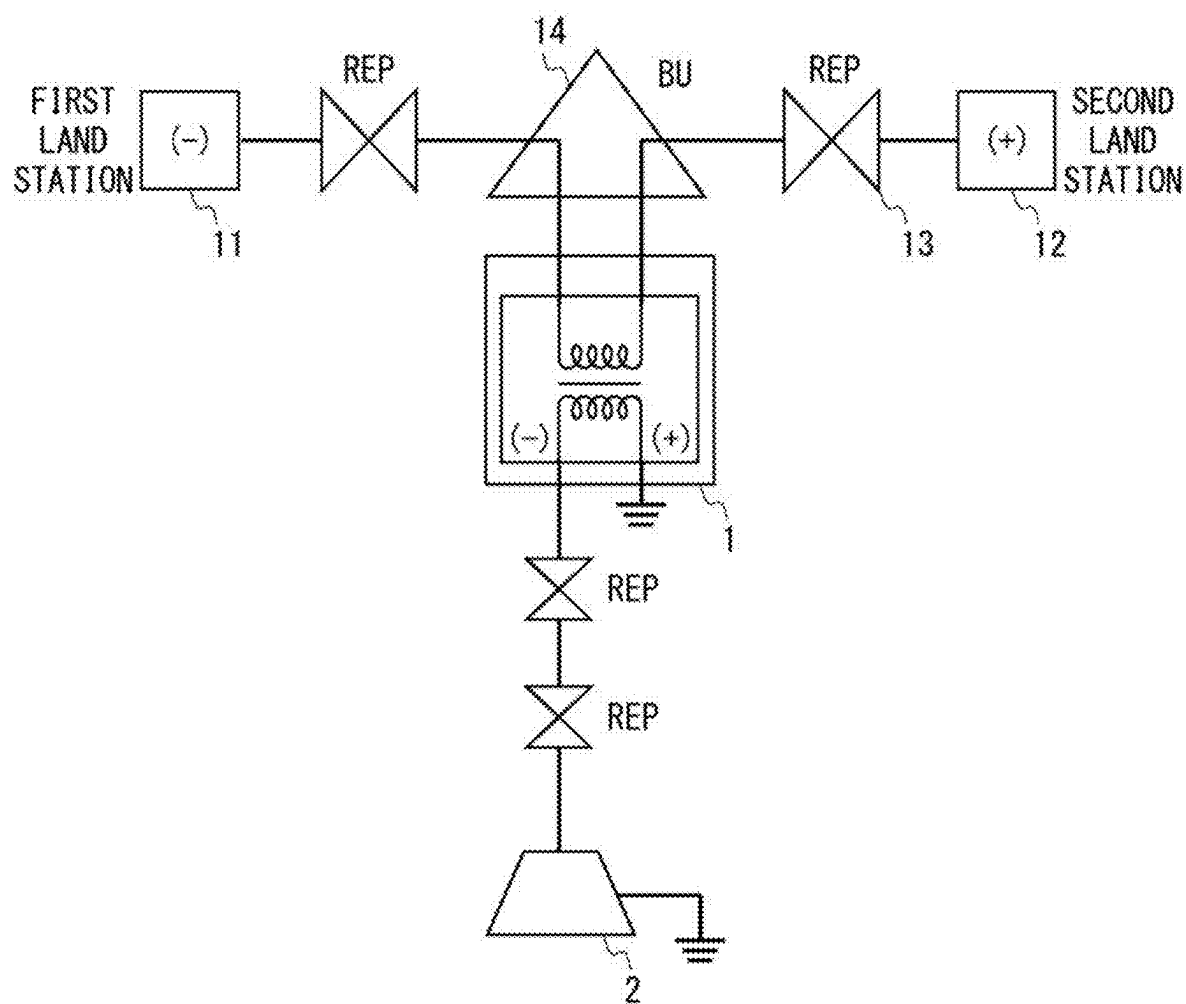 14
REP
BU
REP
FIRST
LAND
STATION
(-)
(+)
SECOND
LAND
STATION
11
13
12
(-)
(+)
1
REP
REP
2